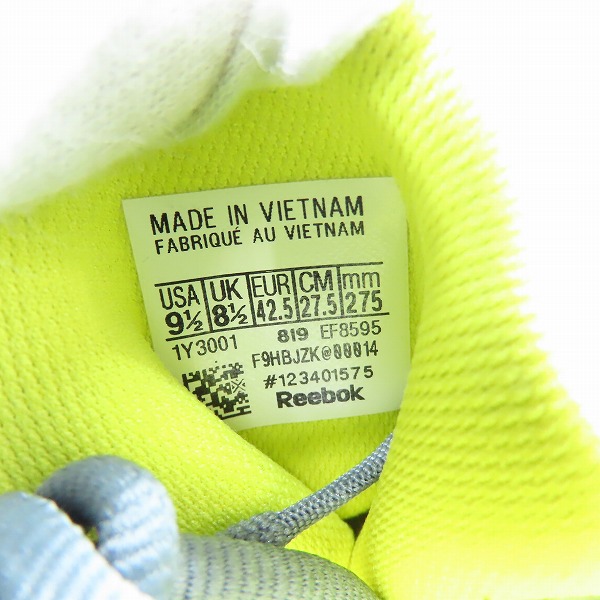 MADE IN VIETNAM
FABRIQUÉ AU VIETNAM
USA UK EUR CM mm
9½ 8½ 42.5 27.5 275
1Y3001 819 EF8595
F9HBJZK@00014
#123401575
Reebok